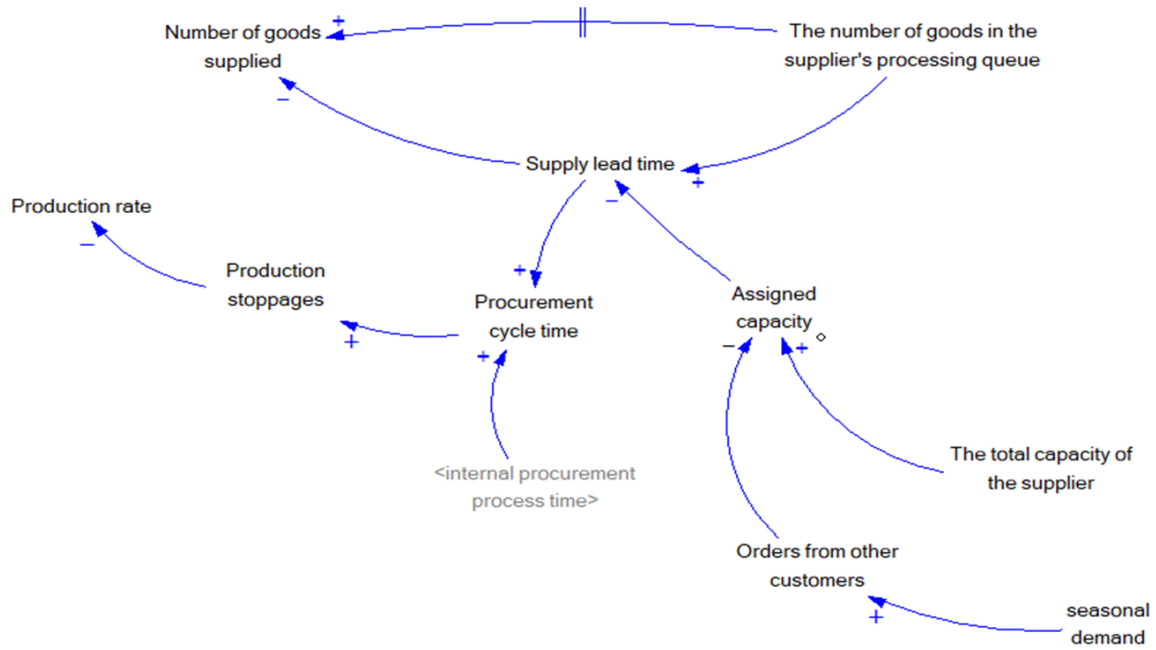 Number of goods
supplied
+
The number of goods in the
supplier's processing queue
−
Supply lead time
+
−
Production rate
−
Production
stoppages
+
Procurement
cycle time
+
+
Assigned
capacity
−
+
<internal procurement
process time>
The total capacity of
the supplier
Orders from other
customers
+
seasonal
demand